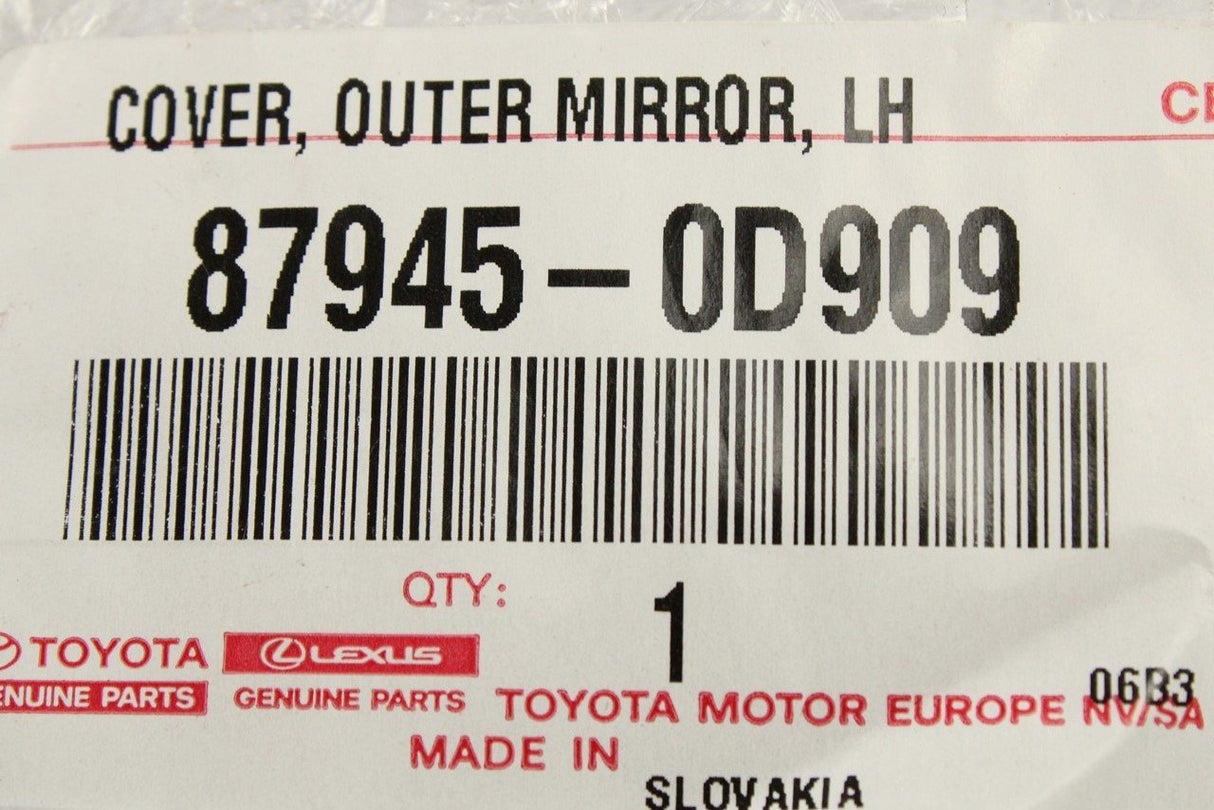 COVER, OUTER MIRROR, LH
87945-0D909
QTY: 1
TOYOTA LEXUS
GENUINE PARTS GENUINE PARTS
06B3
TOYOTA MOTOR EUROPE NV/SA
MADE IN
SLOVAKIA